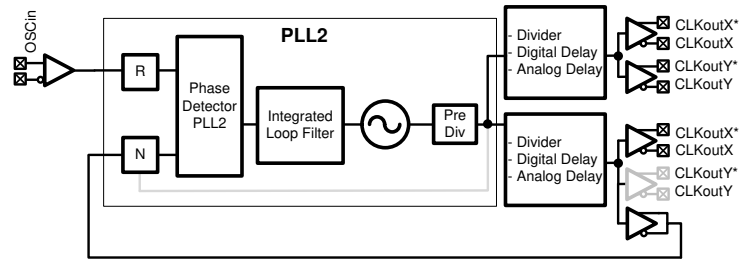 OSCin
PLL2
R
N
Phase
Detector
PLL2
Integrated
Loop Filter
Pre
Div
- Divider
- Digital Delay
- Analog Delay
CLKoutX*
CLKoutX
CLKoutY*
CLKoutY
- Divider
- Digital Delay
- Analog Delay
CLKoutX*
CLKoutX
CLKoutY*
CLKoutY